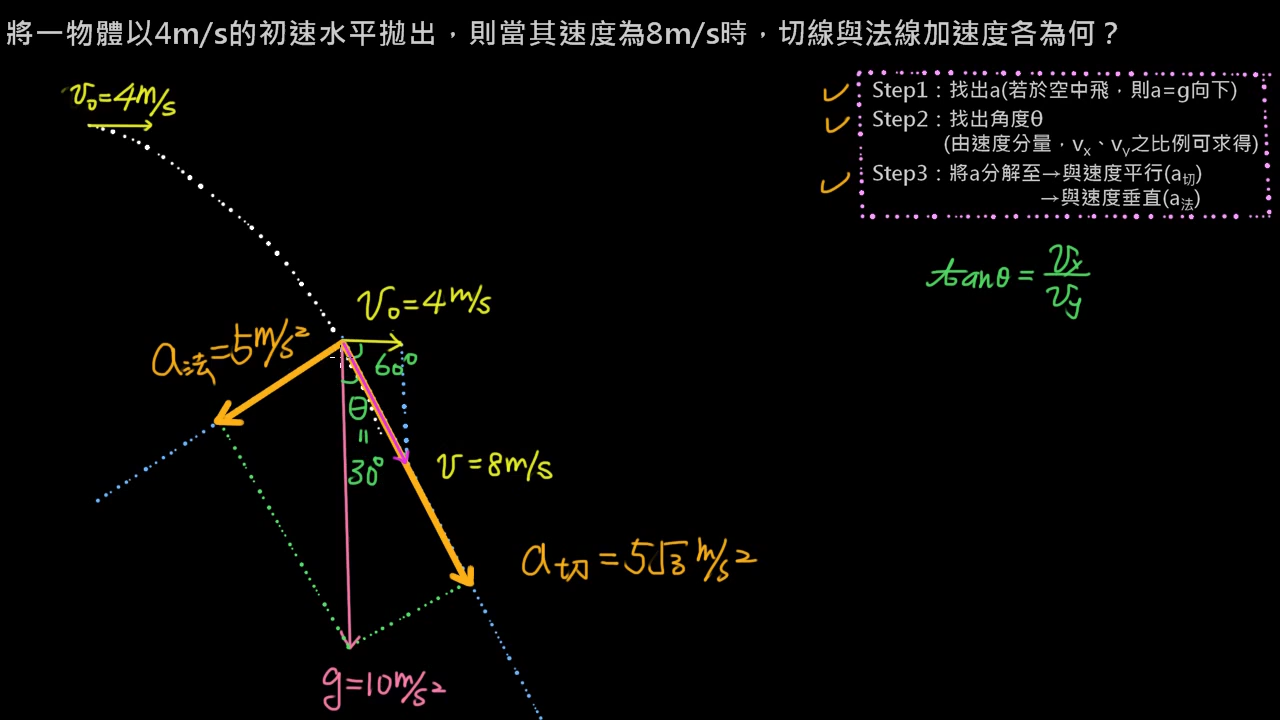 將一物體以4m/s的初速水平拋出，則當其速度為8m/s時，切線與法線加速度各為何？
Step1：找出a(若於空中飛，則a=g向下)
Step2：找出角度θ
(由速度分量，vx、vy之比例可求得)
Step3：將a分解至→與速度平行(a切)
→與速度垂直(a法)
v₀=4m/s
tanθ = vx/vy
v₀=4m/s
a法=5m/s²
60°
θ
=
30°
v=8m/s
a切=5√3 m/s²
g=10m/s²